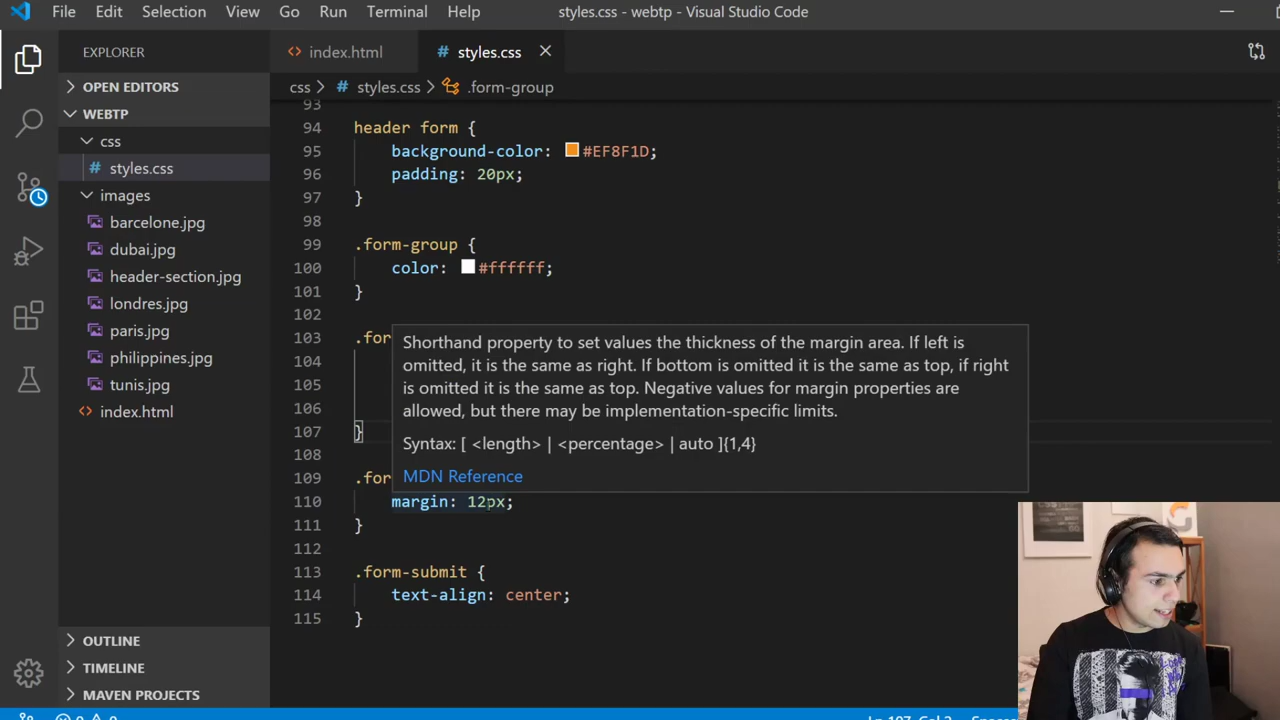 File Edit Selection View Go Run Terminal Help styles.css - webtp - Visual Studio Code
EXPLORER
index.html
styles.css
OPEN EDITORS
css > styles.css > .form-group
WEBTP
css
styles.css
images
barcelone.jpg
dubai.jpg
header-section.jpg
londres.jpg
paris.jpg
philippines.jpg
tunis.jpg
index.html
OUTLINE
TIMELINE
MAVEN PROJECTS
93
94 header form {
95 background-color: #EF8F1D;
96 padding: 20px;
97 }
98
99 .form-group {
100 color: #ffffff;
101 }
102
103 .for
104
105
106
107 }
108
109 .for
110 margin: 12px;
111 }
112
113 .form-submit {
114 text-align: center;
115 }
Shorthand property to set values the thickness of the margin area. If left is
omitted, it is the same as right. If bottom is omitted it is the same as top, if right
is omitted it is the same as top. Negative values for margin properties are
allowed, but there may be implementation-specific limits.
Syntax: [ <length> | <percentage> | auto ]{1,4}
MDN Reference